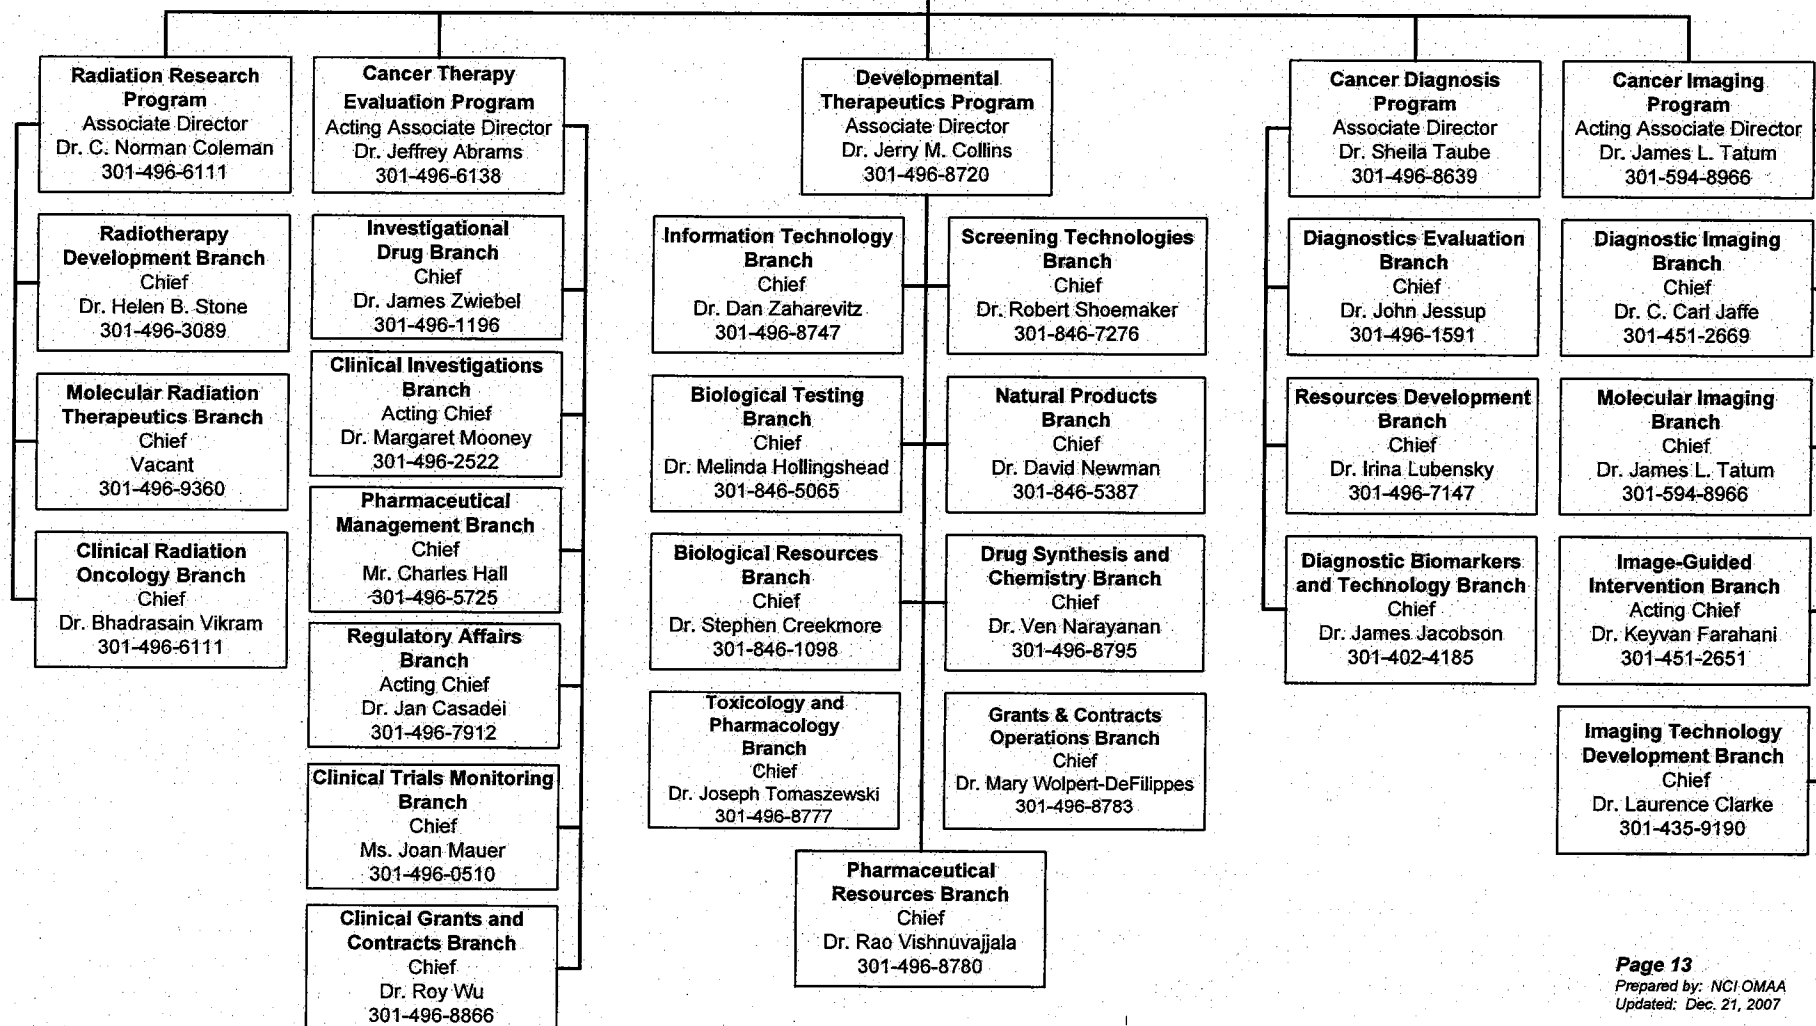 Radiation Research
Program
Associate Director
Dr. C. Norman Coleman
301-496-6111
Radiotherapy
Development Branch
Chief
Dr. Helen B. Stone
301-496-3089
Molecular Radiation
Therapeutics Branch
Chief
Vacant
301-496-9360
Clinical Radiation
Oncology Branch
Chief
Dr. Bhadrasain Vikram
301-496-6111
Cancer Therapy
Evaluation Program
Acting Associate Director
Dr. Jeffrey Abrams
301-496-6138
Investigational
Drug Branch
Chief
Dr. James Zwiebel
301-496-1196
Clinical Investigations
Branch
Acting Chief
Dr. Margaret Mooney
301-496-2522
Pharmaceutical
Management Branch
Chief
Mr. Charles Hall
301-496-5725
Regulatory Affairs
Branch
Acting Chief
Dr. Jan Casadei
301-496-7912
Clinical Trials Monitoring
Branch
Chief
Ms. Joan Mauer
301-496-0510
Clinical Grants and
Contracts Branch
Chief
Dr. Roy Wu
301-496-8866
Developmental
Therapeutics Program
Associate Director
Dr. Jerry M. Collins
301-496-8720
Information Technology
Branch
Chief
Dr. Dan Zaharevitz
301-496-8747
Screening Technologies
Branch
Chief
Dr. Robert Shoemaker
301-846-7276
Biological Testing
Branch
Chief
Dr. Melinda Hollingshead
301-846-5065
Natural Products
Branch
Chief
Dr. David Newman
301-846-5387
Biological Resources
Branch
Chief
Dr. Stephen Creekmore
301-846-1098
Drug Synthesis and
Chemistry Branch
Chief
Dr. Ven Narayanan
301-496-8795
Toxicology and
Pharmacology
Branch
Chief
Dr. Joseph Tomaszewski
301-496-8777
Grants & Contracts
Operations Branch
Chief
Dr. Mary Wolpert-DeFilippes
301-496-8783
Pharmaceutical
Resources Branch
Chief
Dr. Rao Vishnuvajjala
301-496-8780
Cancer Diagnosis
Program
Associate Director
Dr. Sheila Taube
301-496-8639
Diagnostics Evaluation
Branch
Chief
Dr. John Jessup
301-496-1591
Resources Development
Branch
Chief
Dr. Irina Lubensky
301-496-7147
Diagnostic Biomarkers
and Technology Branch
Chief
Dr. James Jacobson
301-402-4185
Cancer Imaging
Program
Acting Associate Director
Dr. James L. Tatum
301-594-8966
Diagnostic Imaging
Branch
Chief
Dr. C. Carl Jaffe
301-451-2669
Molecular Imaging
Branch
Chief
Dr. James L. Tatum
301-594-8966
Image-Guided
Intervention Branch
Acting Chief
Dr. Keyvan Farahani
301-451-2651
Imaging Technology
Development Branch
Chief
Dr. Laurence Clarke
301-435-9190
Page 13
Prepared by: NCI OMAA
Updated: Dec. 21, 2007